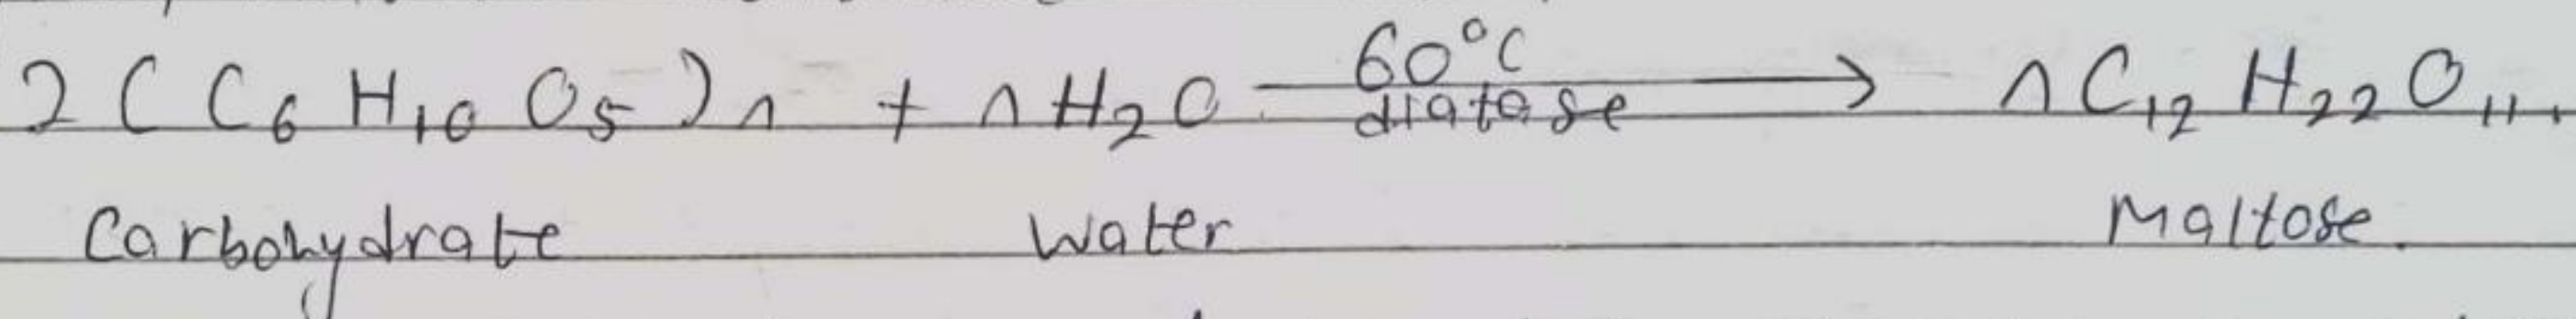 2(C₆H₁₀O₅)n + nH₂O —60°C diatase→ nC₁₂H₂₂O₁₁.
Carbohydrate Water Maltose.